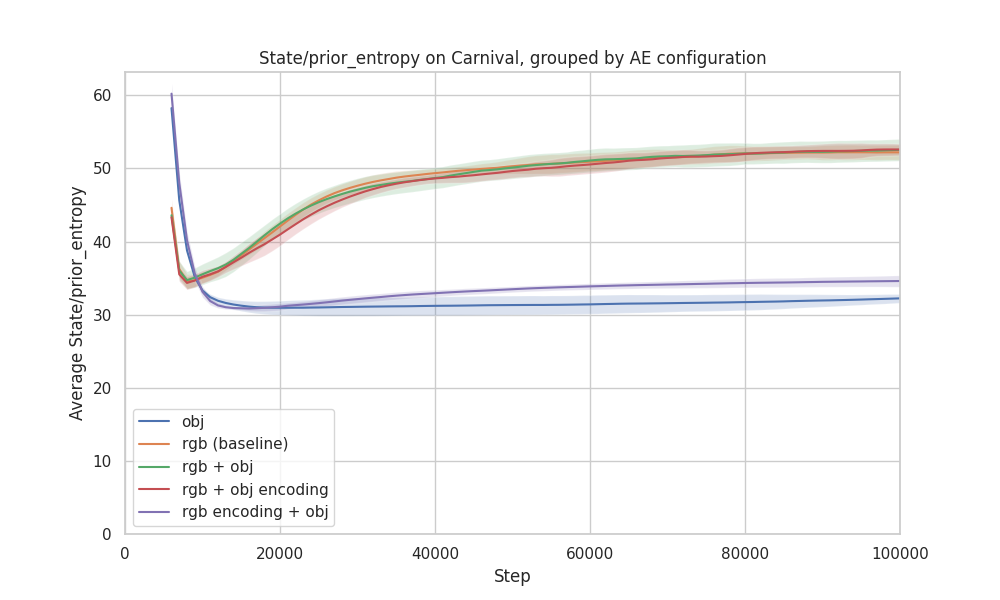 State/prior_entropy on Carnival, grouped by AE configuration
Average State/prior_entropy
60
50
40
30
20
10
0
obj
rgb (baseline)
rgb + obj
rgb + obj encoding
rgb encoding + obj
0 20000 40000 60000 80000 100000
Step